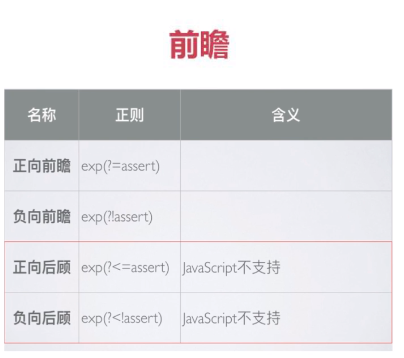 前瞻
名称 正则 含义
正向前瞻 exp(?=assert)
负向前瞻 exp(?!assert)
正向后顾 exp(?<=assert) JavaScript不支持
负向后顾 exp(?<!assert) JavaScript不支持